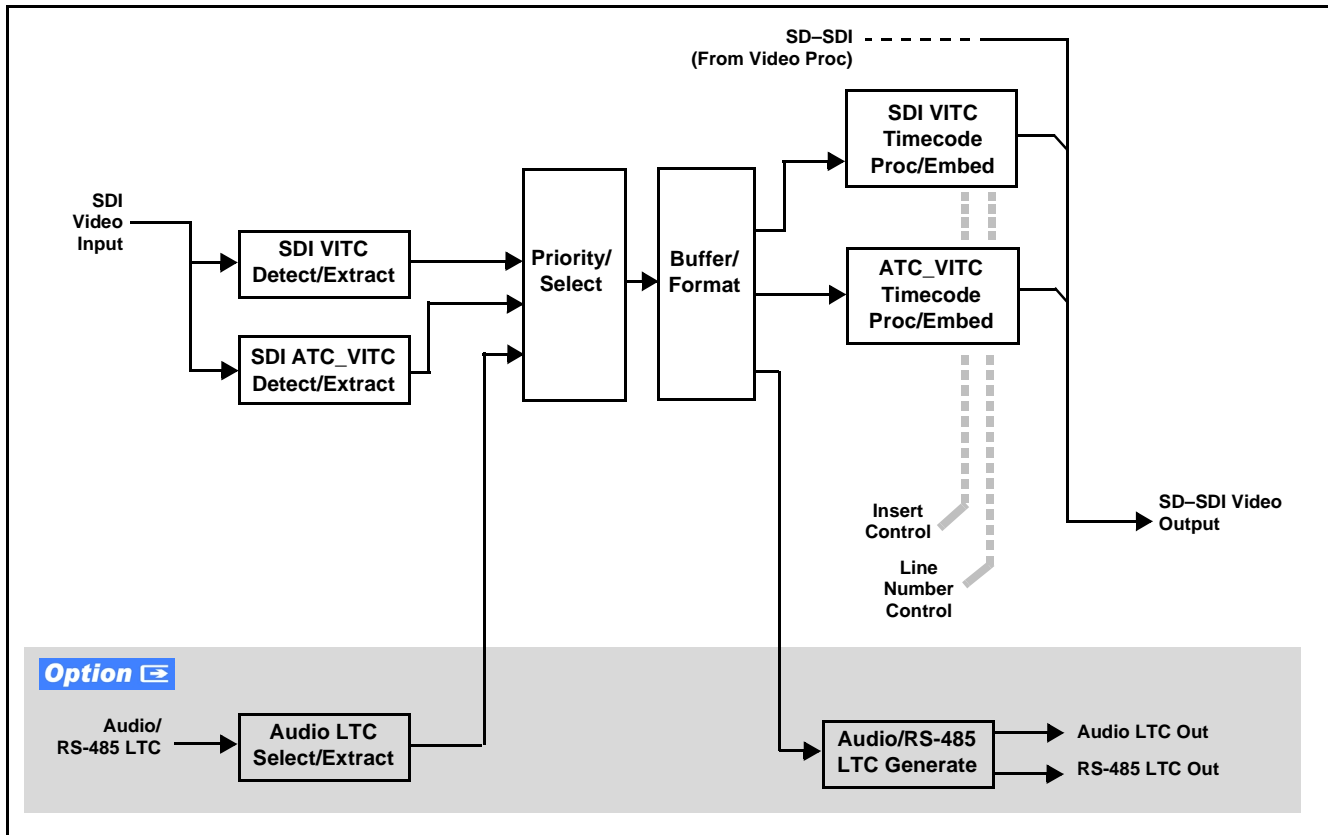 SD–SDI
(From Video Proc)
SDI VITC
Timecode
Proc/Embed
SDI
Video
Input
SDI VITC
Detect/Extract
Priority/
Select
Buffer/
Format
ATC_VITC
Timecode
Proc/Embed
SDI ATC_VITC
Detect/Extract
Insert
Control
SD–SDI Video
Output
Line
Number
Control
Option
Audio/
RS-485 LTC
Audio LTC
Select/Extract
Audio/RS-485
LTC Generate
Audio LTC Out
RS-485 LTC Out